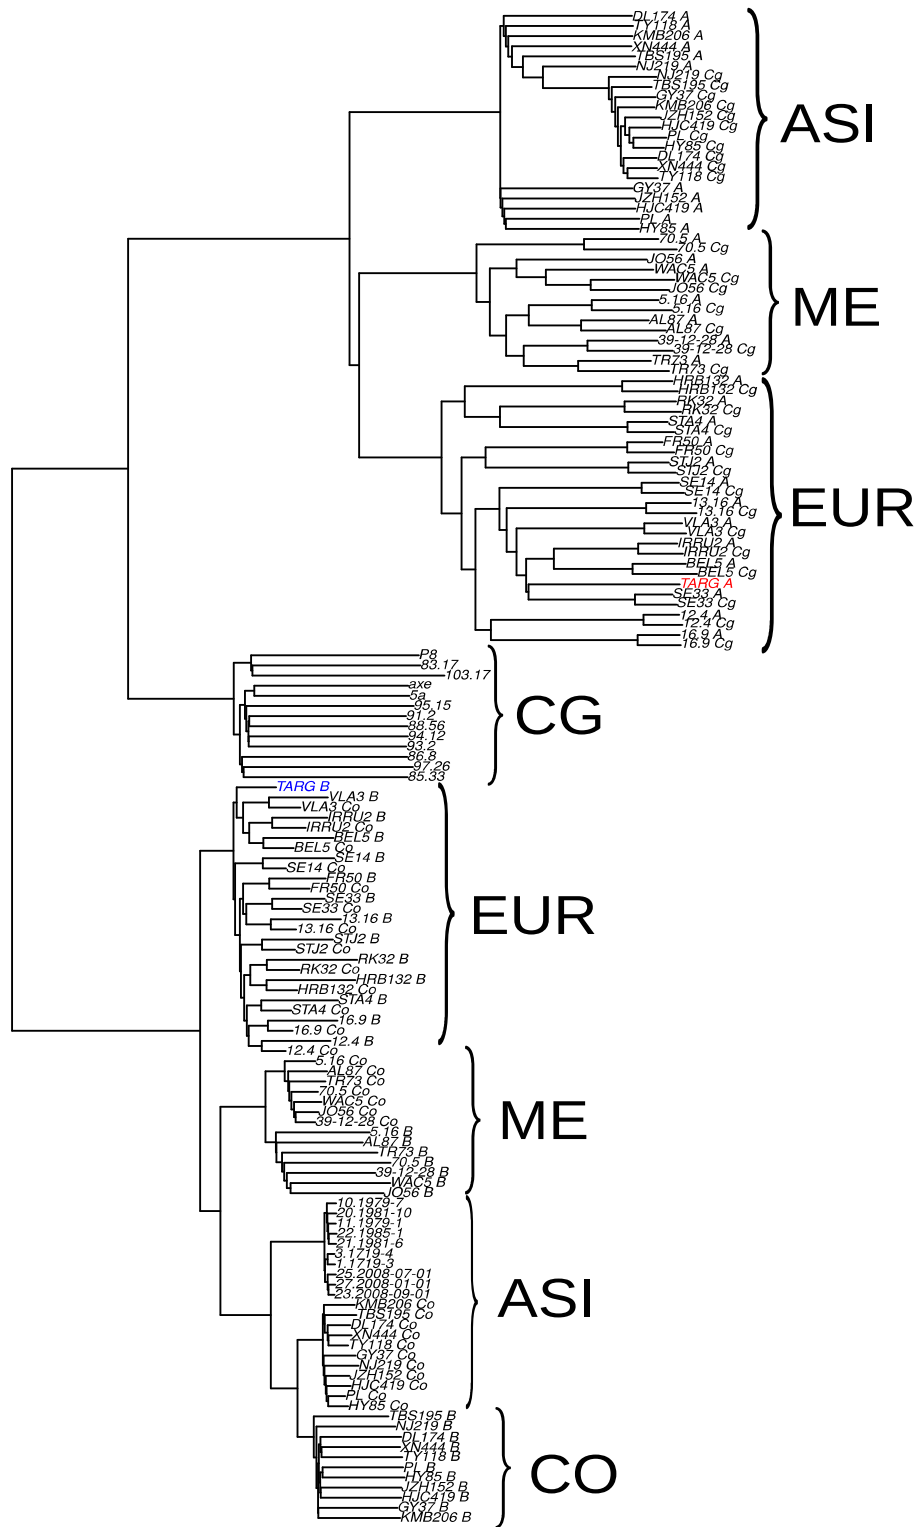 DL174 A
TY118 A
KMB206 A
XN444 A
TBS195 A
NJ219 A
NJ219 Cg
TBS195 Cg
GY37 Cg
KMB206 Cg
JZH152 Cg
HJC419 Cg
PL Cg
HY85 Cg
DL174 Cg
XN444 Cg
TY118 Cg
GY37 A
JZH152 A
HJC419 A
PL A
HY85 A
ASI
70.5 A
70.5 Cg
JO56 A
WAC5 A
WAC5 Cg
JO56 Cg
5.16 A
5.16 Cg
AL87 A
AL87 Cg
39-12-28 A
39-12-28 Cg
TR73 A
TR73 Cg
ME
HRB132 A
HRB132 Cg
RK32 A
RK32 Cg
STA4 A
STA4 Cg
FR50 A
FR50 Cg
STJ2 A
STJ2 Cg
SE14 A
SE14 Cg
13.16 A
13.16 Cg
VLA3 A
VLA3 Cg
IRRU2 A
IRRU2 Cg
BEL5 A
BEL5 Cg
TARG A
SE33 A
SE33 Cg
12.4 A
12.4 Cg
16.9 A
16.9 Cg
EUR
P8
83.17
103.17
axe
5a
95.15
91.2
88.56
94.12
93.2
86.8
97.26
85.33
CG
TARG B
VLA3 B
VLA3 Co
IRRU2 B
IRRU2 Co
BEL5 B
BEL5 Co
SE14 B
SE14 Co
FR50 B
FR50 Co
SE33 B
SE33 Co
13.16 B
13.16 Co
STJ2 B
STJ2 Co
RK32 B
RK32 Co
HRB132 B
HRB132 Co
STA4 B
STA4 Co
16.9 B
16.9 Co
12.4 B
12.4 Co
EUR
5.16 Co
AL87 Co
TR73 Co
70.5 Co
WAC5 Co
JO56 Co
39-12-28 Co
5.16 B
AL87 B
TR73 B
70.5 B
39-12-28 B
WAC5 B
JO56 B
ME
10.1979-7
20.1981-10
11.1979-1
22.1985-1
21.1981-6
3.1719-4
1.1719-3
25.2008-07-01
27.2008-01-01
23.2008-09-01
KMB206 Co
TBS195 Co
DL174 Co
XN444 Co
TY118 Co
GY37 Co
NJ219 Co
JZH152 Co
HJC419 Co
PL Co
HY85 Co
ASI
TBS195 B
NJ219 B
DL174 B
XN444 B
TY118 B
PL B
HY85 B
JZH152 B
HJC419 B
GY37 B
KMB206 B
CO